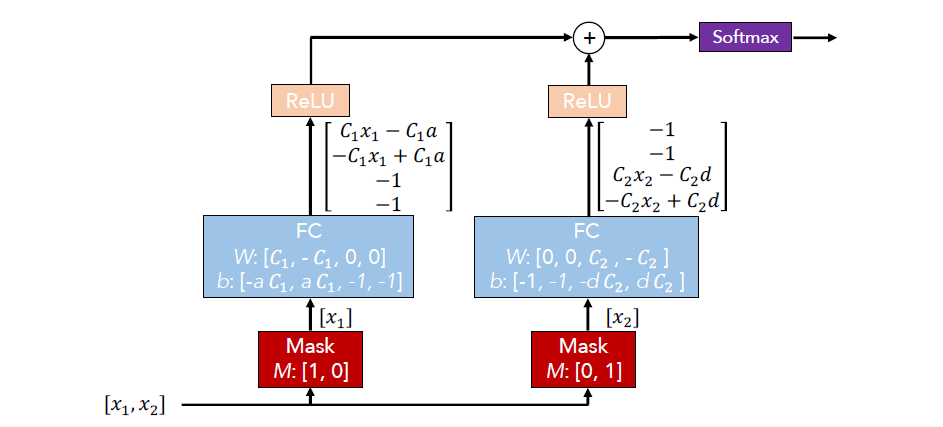 +
Softmax
ReLU
ReLU
C₁x₁ − C₁a
−C₁x₁ + C₁a
−1
−1
−1
−1
C₂x₂ − C₂d
−C₂x₂ + C₂d
FC
W: [C₁, - C₁, 0, 0]
b: [-a C₁, a C₁, -1, -1]
FC
W: [0, 0, C₂ , - C₂ ]
b: [-1, -1, -d C₂, d C₂ ]
[x₁]
[x₂]
Mask
M: [1, 0]
Mask
M: [0, 1]
[x₁, x₂]